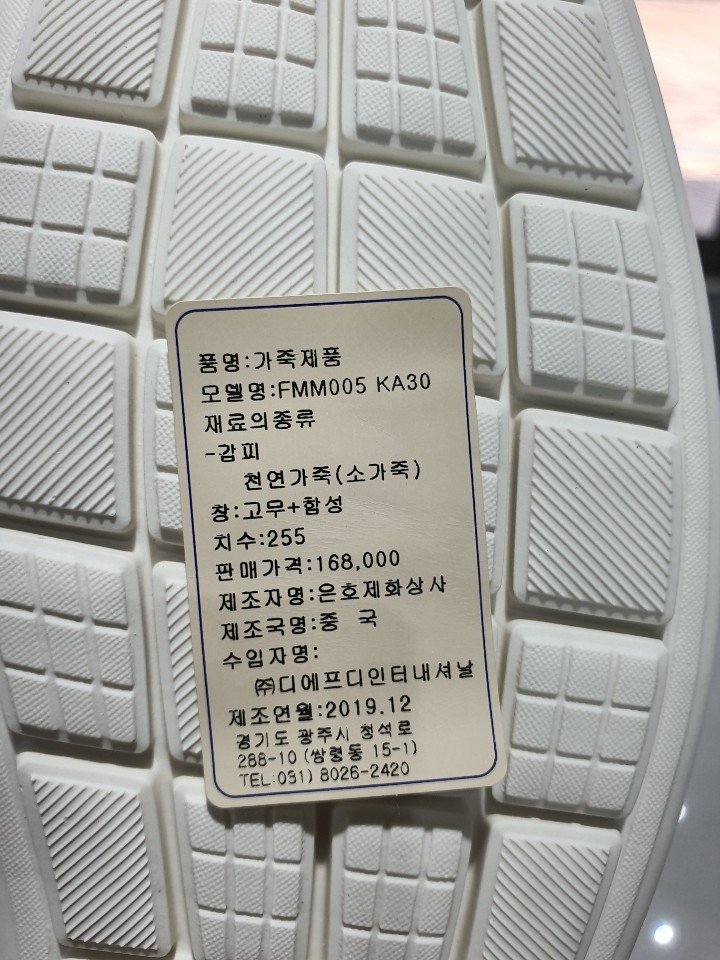 품명:가죽제품
모델명:FMM005 KA30
재료의종류
-갑피
천연가죽(소가죽)
창:고무+합성
치수:255
판매가격:168,000
제조자명:은호제화상사
제조국명:중 국
수입자명:
㈜디에프디인터내셔날
제조연월:2019.12
경기도 광주시 청석로
288-10 (쌍령동 15-1)
TEL:031) 8026-2420